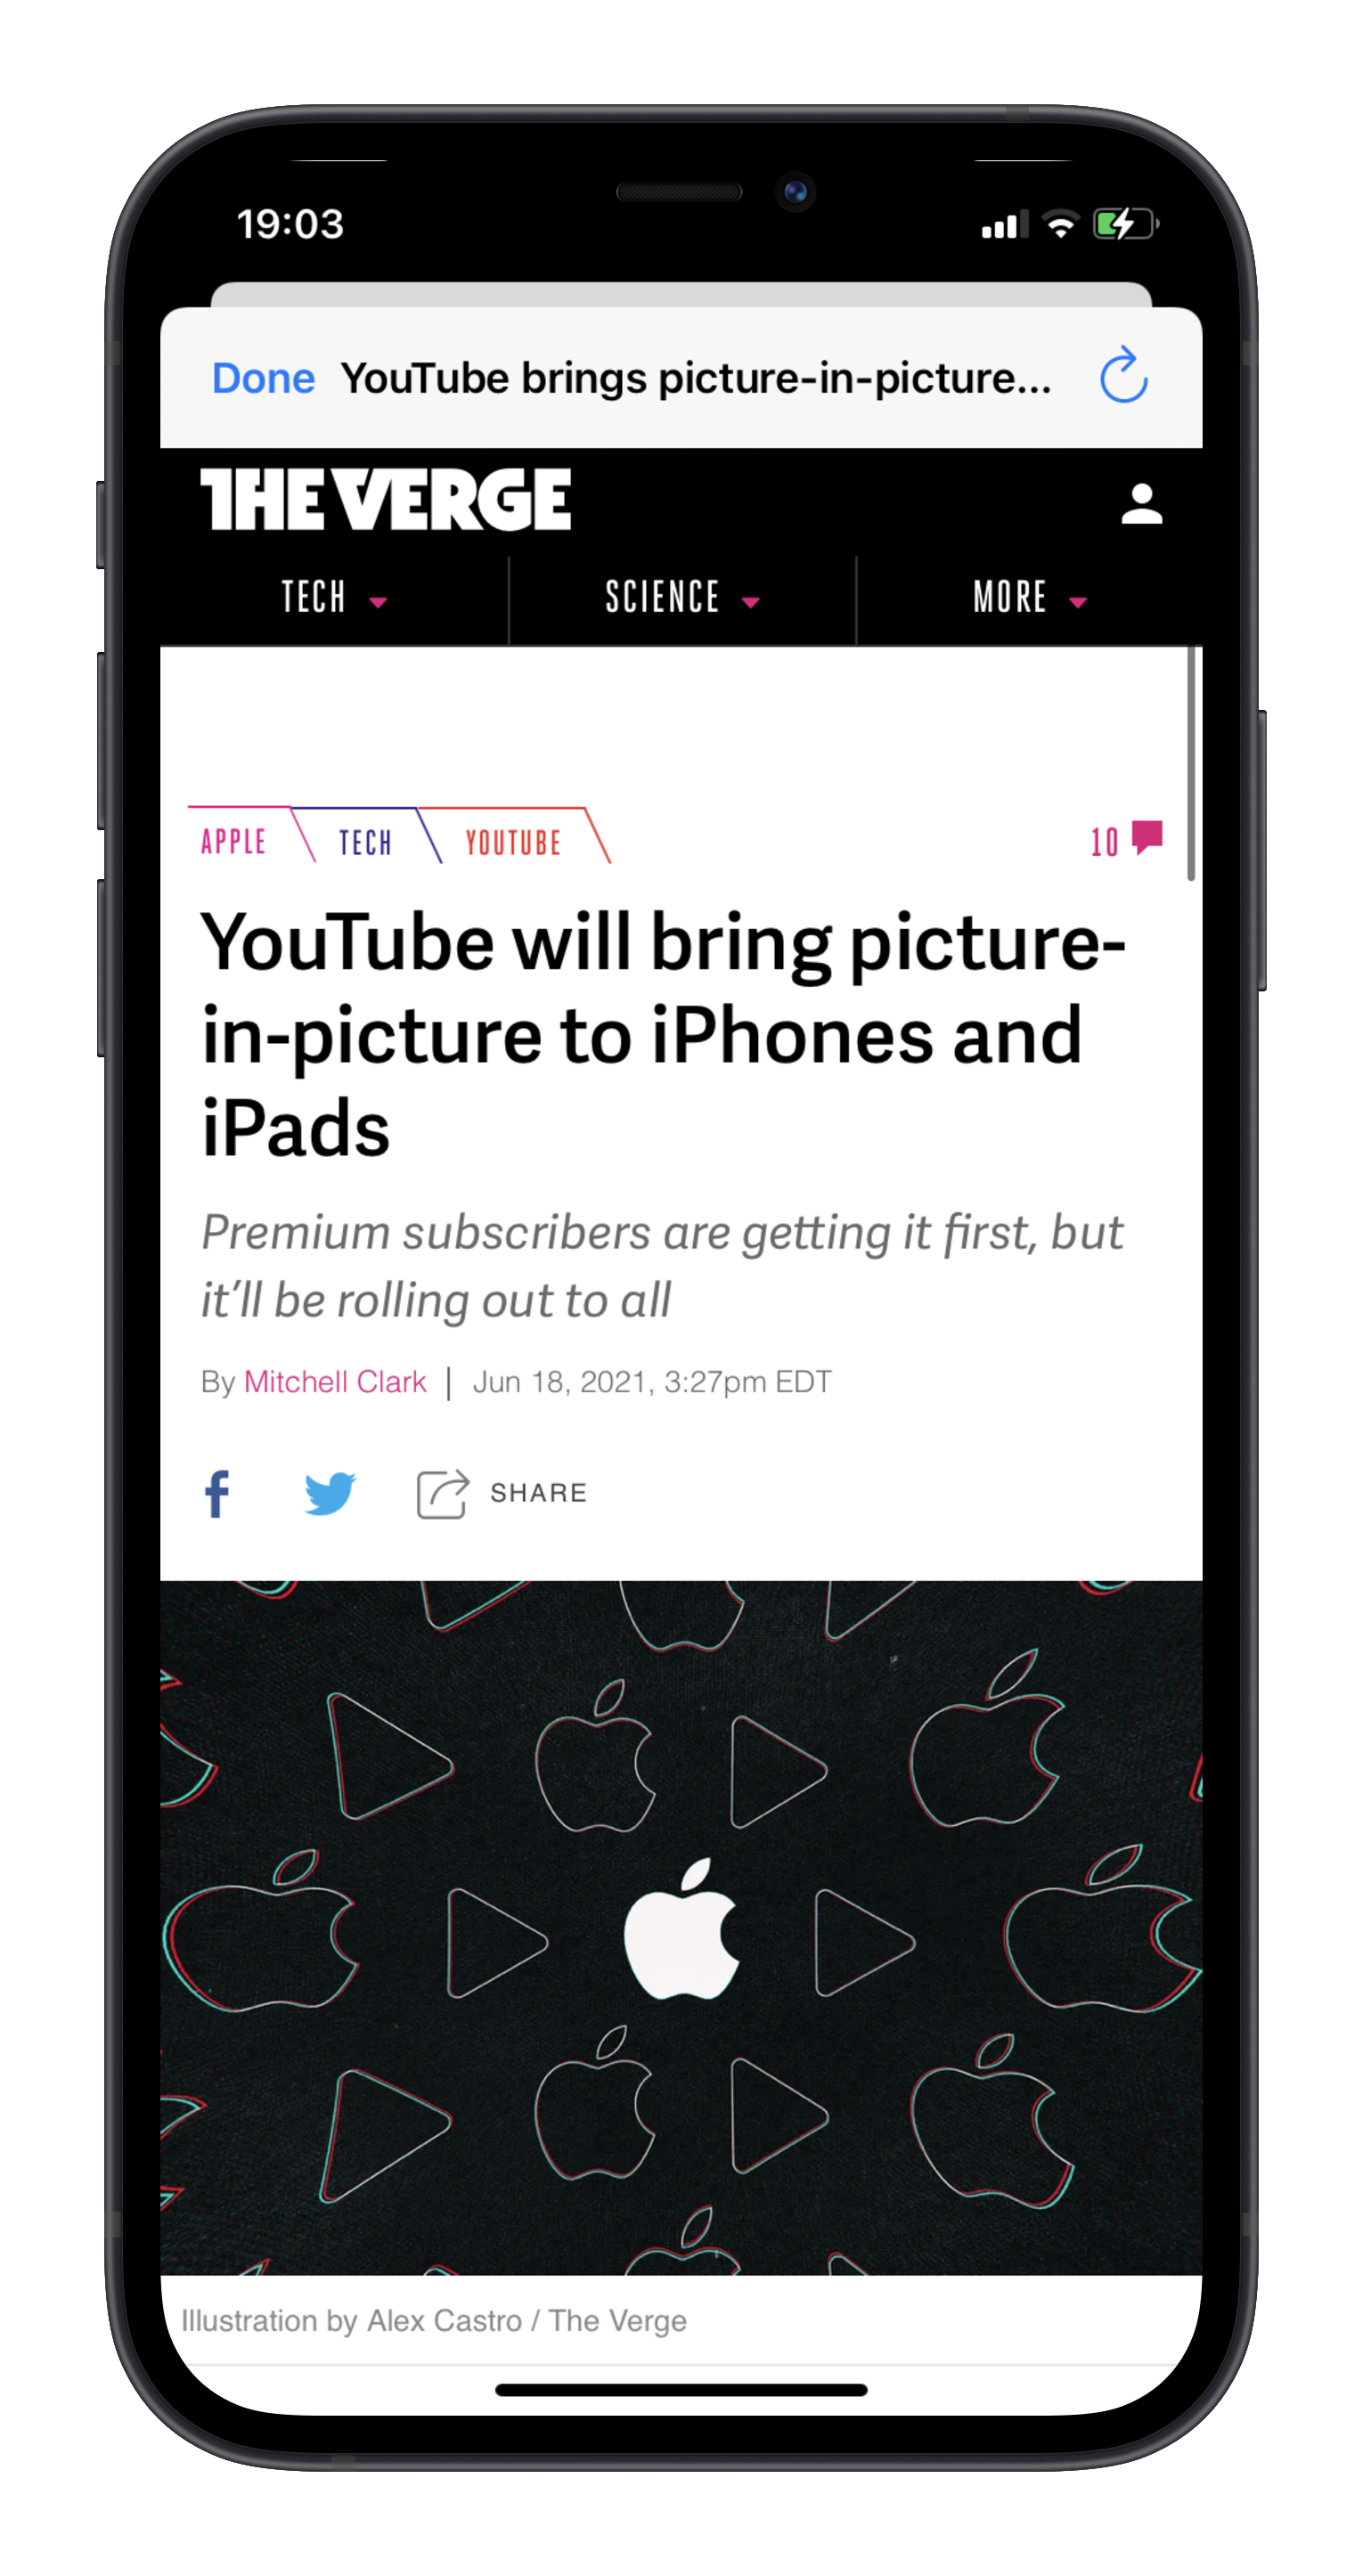 19:03
Done YouTube brings picture-in-picture...
THE VERGE
TECH SCIENCE MORE
APPLE TECH YOUTUBE 10
YouTube will bring picture-
in-picture to iPhones and
iPads
Premium subscribers are getting it first, but
it’ll be rolling out to all
By Mitchell Clark | Jun 18, 2021, 3:27pm EDT
f SHARE
Illustration by Alex Castro / The Verge